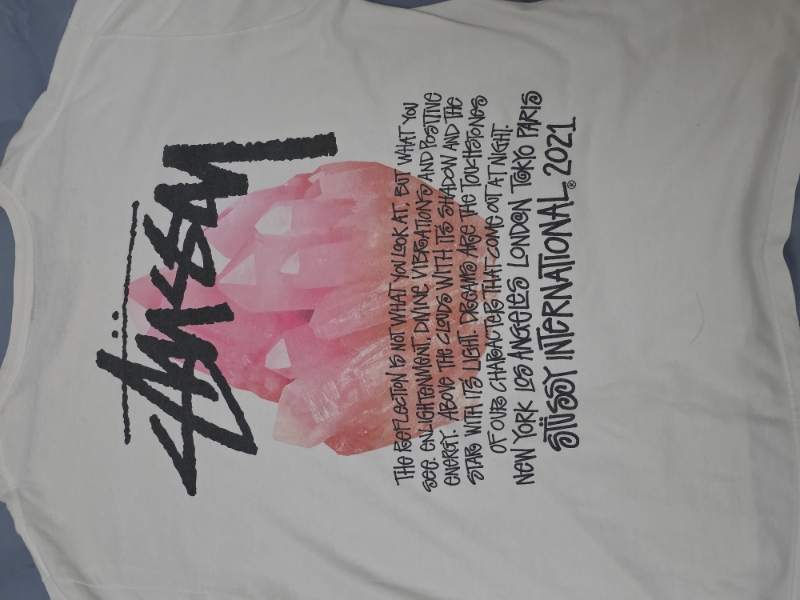 Stüssy
THE REFLECTION IS NOT WHAT YOU LOOK AT, BUT WHAT YOU
SEE. ENLIGHTENMENT, DIVINE VIBRATIONS AND POSITIVE
ENERGY. ABOVE THE CLOUDS WITH ITS SHADOW AND THE
STAR WITH ITS LIGHT. DREAMS ARE THE TOUCHSTONES
OF OUR CHARACTERS THAT COME OUT AT NIGHT.
NEW YORK LOS ANGELES LONDON TOKYO PARIS
STÜSSY INTERNATIONAL® 2021